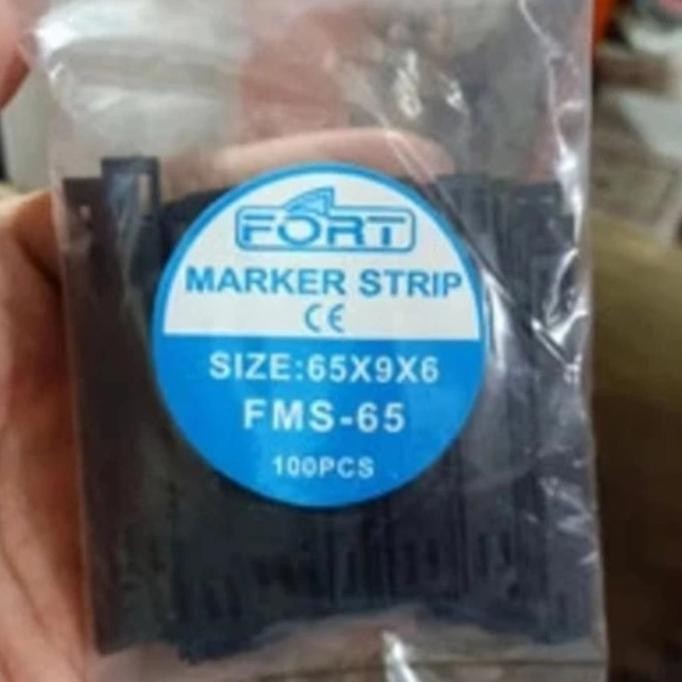 FORT
MARKER STRIP
CE
SIZE:65X9X6
FMS-65
100PCS